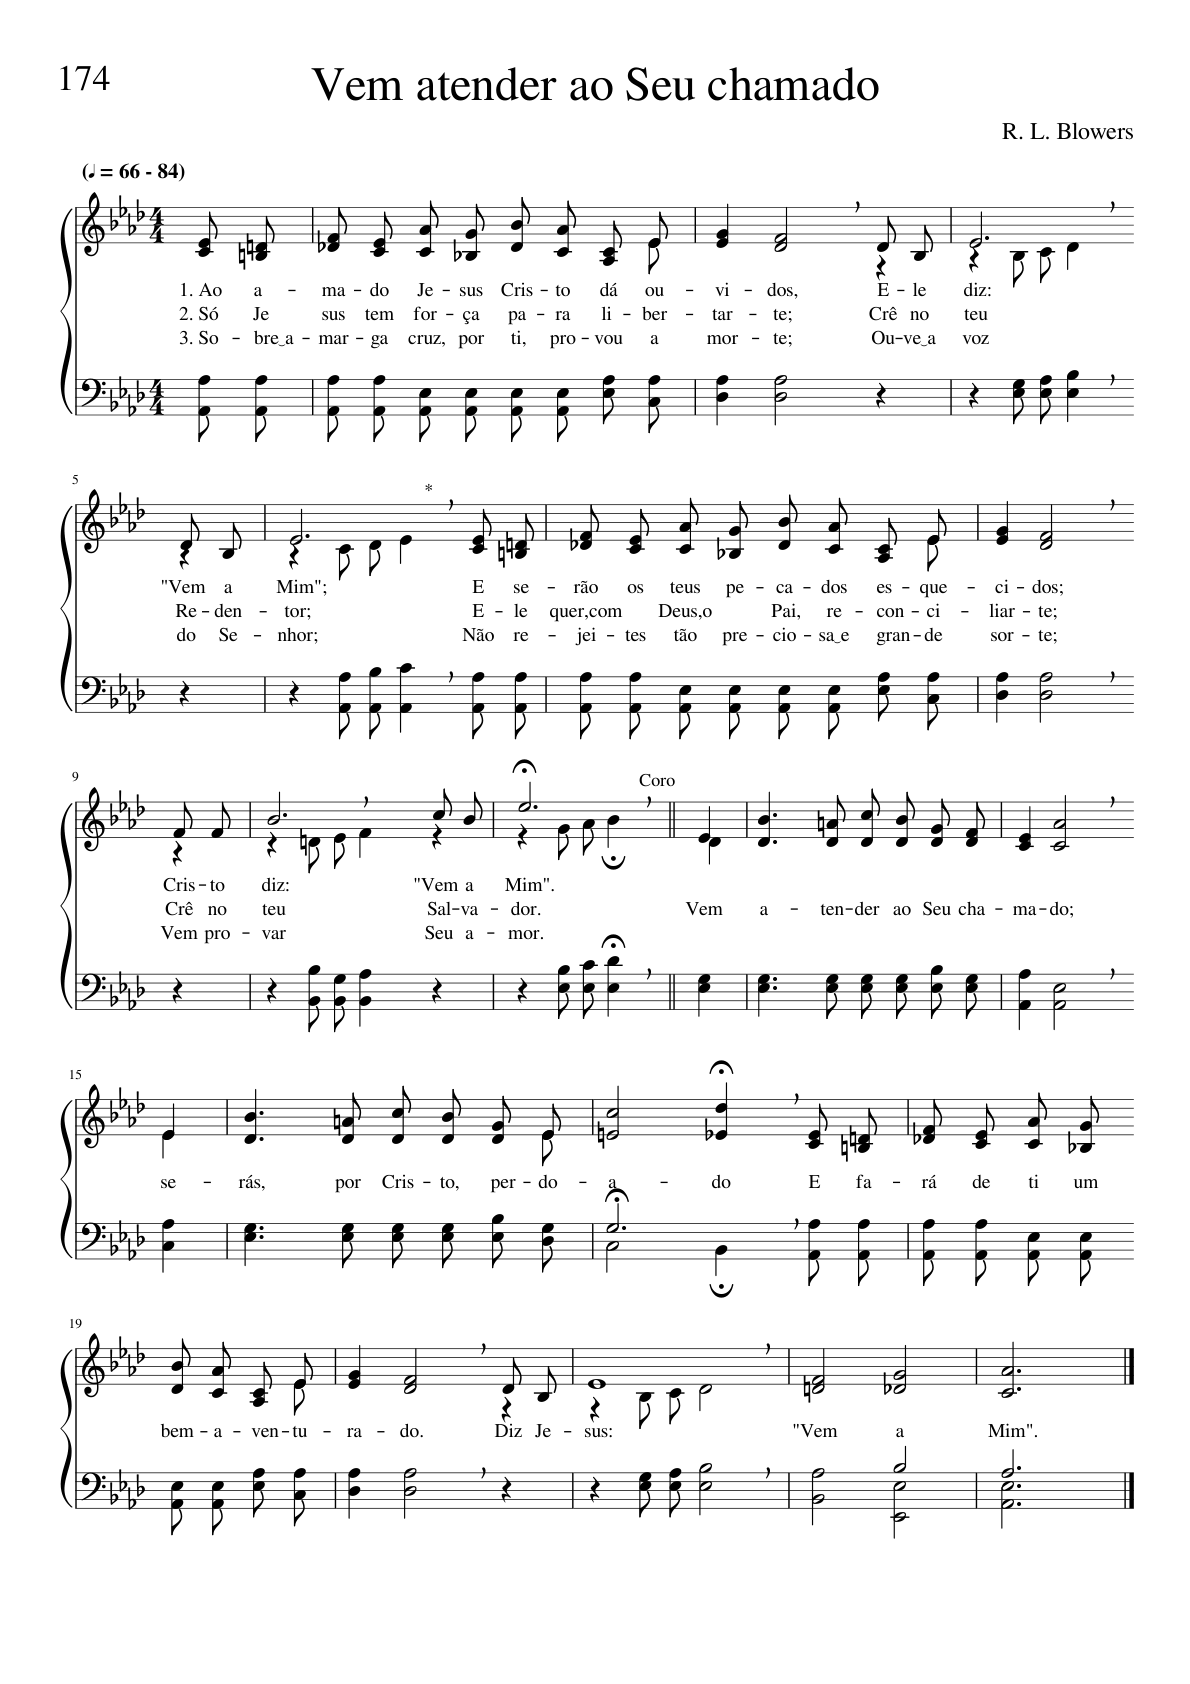 174
Vem atender ao Seu chamado
R. L. Blowers
(♩ = 66 - 84)
1. Ao a - ma - do Je - sus Cris - to dá ou - vi - dos, E - le diz:
2. Só Je sus tem for - ça pa - ra li - ber - tar - te; Crê no teu
3. So - bre‿a - mar - ga cruz, por ti, pro - vou a mor - te; Ou - ve‿a voz
5
*
"Vem a Mim"; E se - rão os teus pe - ca - dos es - que - ci - dos;
Re - den - tor; E - le quer,com Deus,o Pai, re - con - ci - liar - te;
do Se - nhor; Não re - jei - tes tão pre - cio - sa‿e gran - de sor - te;
9
Coro
Cris - to diz: "Vem a Mim".
Crê no teu Sal - va - dor. Vem a - ten - der ao Seu cha - ma - do;
Vem pro - var Seu a - mor.
15
se - rás, por Cris - to, per - do - a - do E fa - rá de ti um
19
bem - a - ven - tu - ra - do. Diz Je - sus: "Vem a Mim".